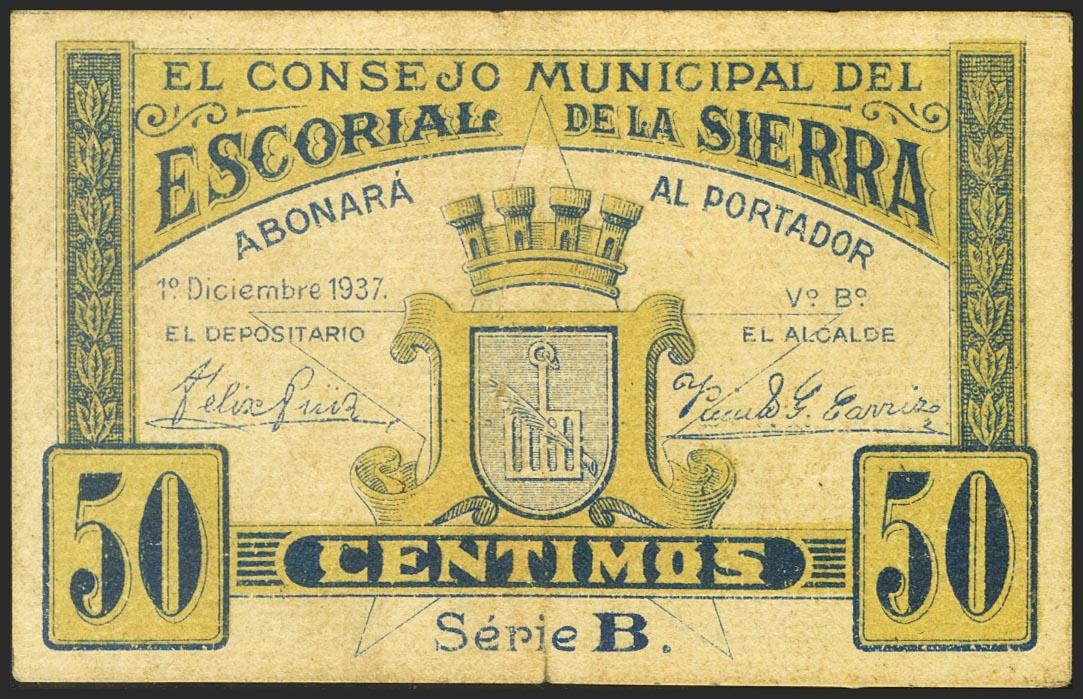 EL CONSEJO MUNICIPAL DEL
ESCORIAL DE LA SIERRA
ABONARÁ AL PORTADOR
1º Diciembre 1937.
EL DEPOSITARIO
Vº Bº
EL ALCALDE
Félix
50 CENTIMOS 50
Série B.